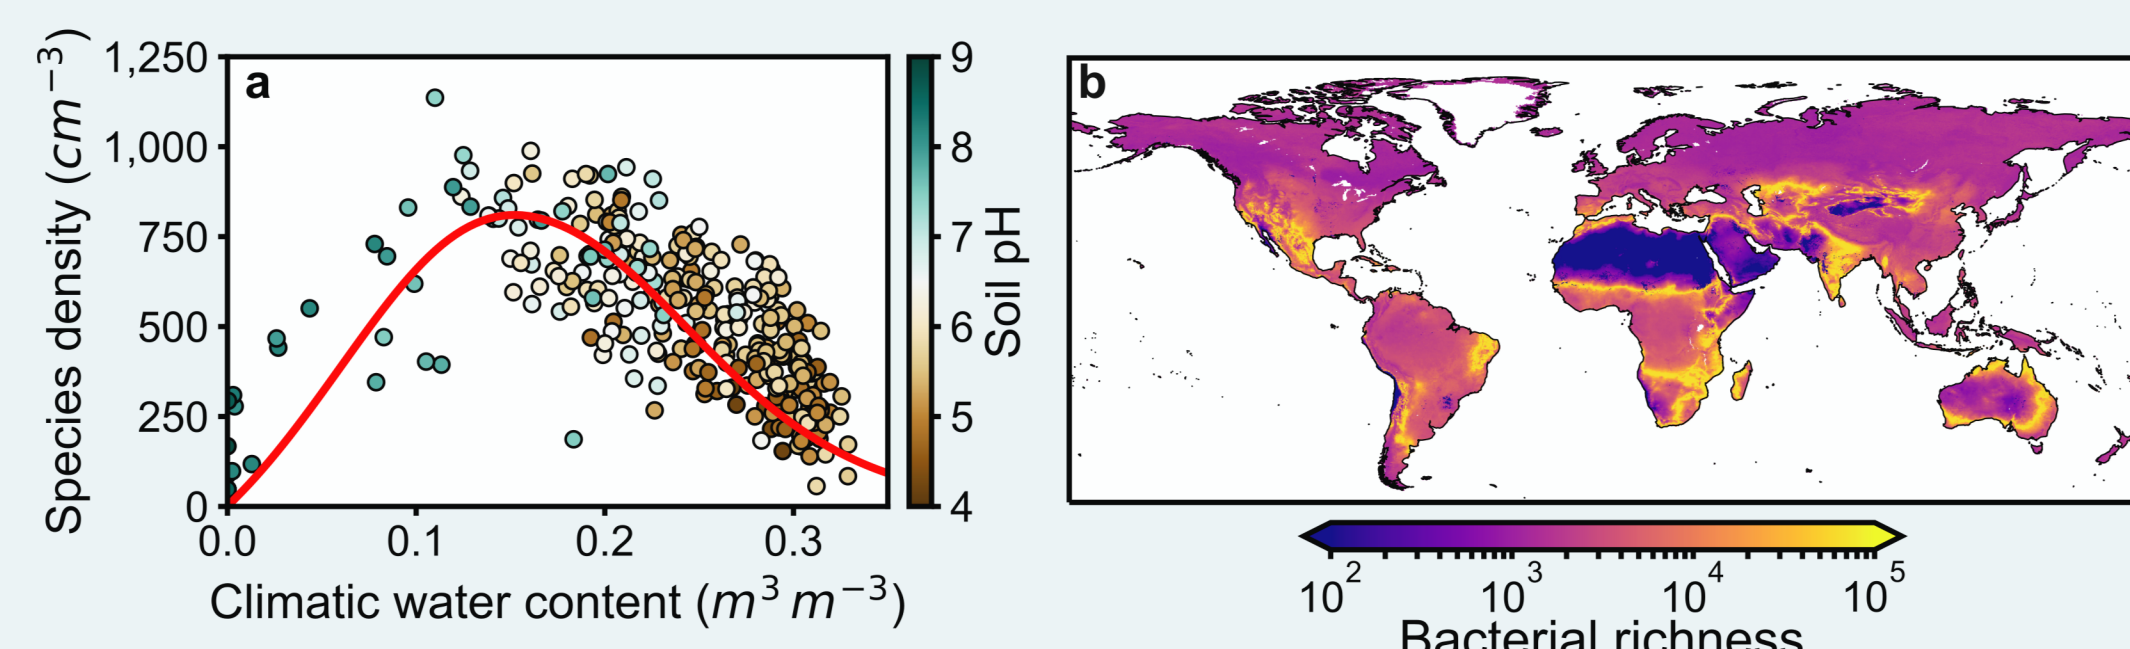 a
Species density (cm⁻³)
1,250
1,000
750
500
250
0
0.0 0.1 0.2 0.3
Climatic water content (m³ m⁻³)
9
8
7
6
5
4
Soil pH
b
10² 10³ 10⁴ 10⁵
Bacterial richness